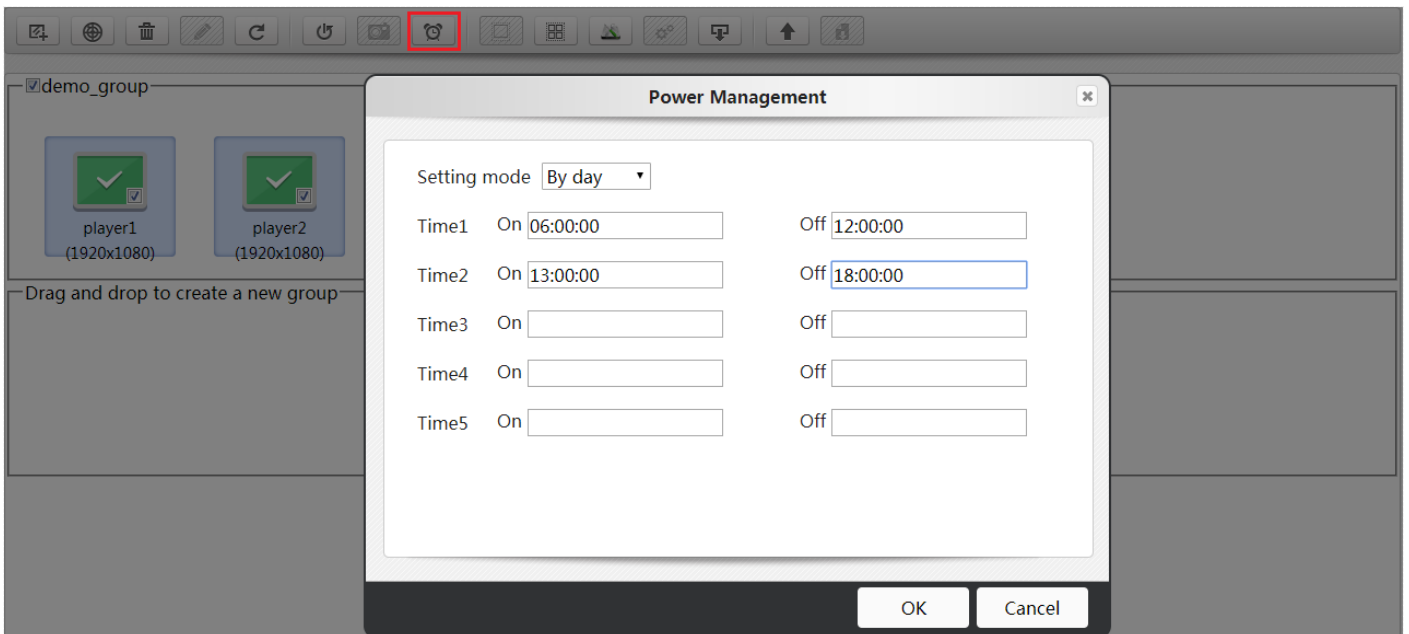 demo_group
player1
(1920x1080)
player2
(1920x1080)
Drag and drop to create a new group
Power Management
Setting mode By day
Time1 On 06:00:00 Off 12:00:00
Time2 On 13:00:00 Off 18:00:00
Time3 On Off
Time4 On Off
Time5 On Off
OK Cancel